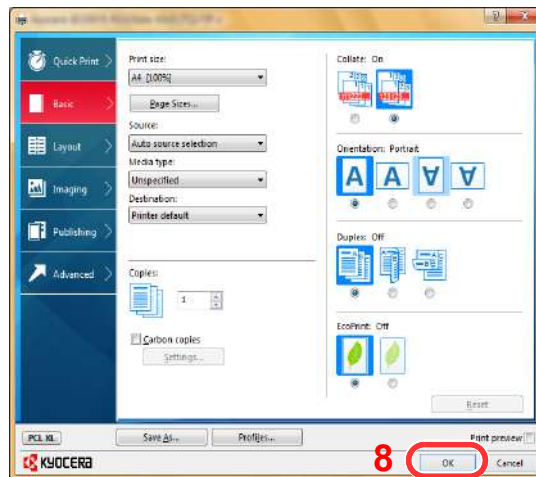 Quick Print
Basic
Layout
Imaging
Publishing
Advanced
Print size:
A4 [100%]
Page Sizes...
Source:
Auto source selection
Media type:
Unspecified
Destination:
Printer default
Copies:
1
Carbon copies
Settings...
Collate: On
Orientation: Portrait
A A A A
Duplex: Off
EcoPrint: Off
Reset
PCL XL
Save As...
Profiles...
Print preview
KYOCERA
8
OK
Cancel